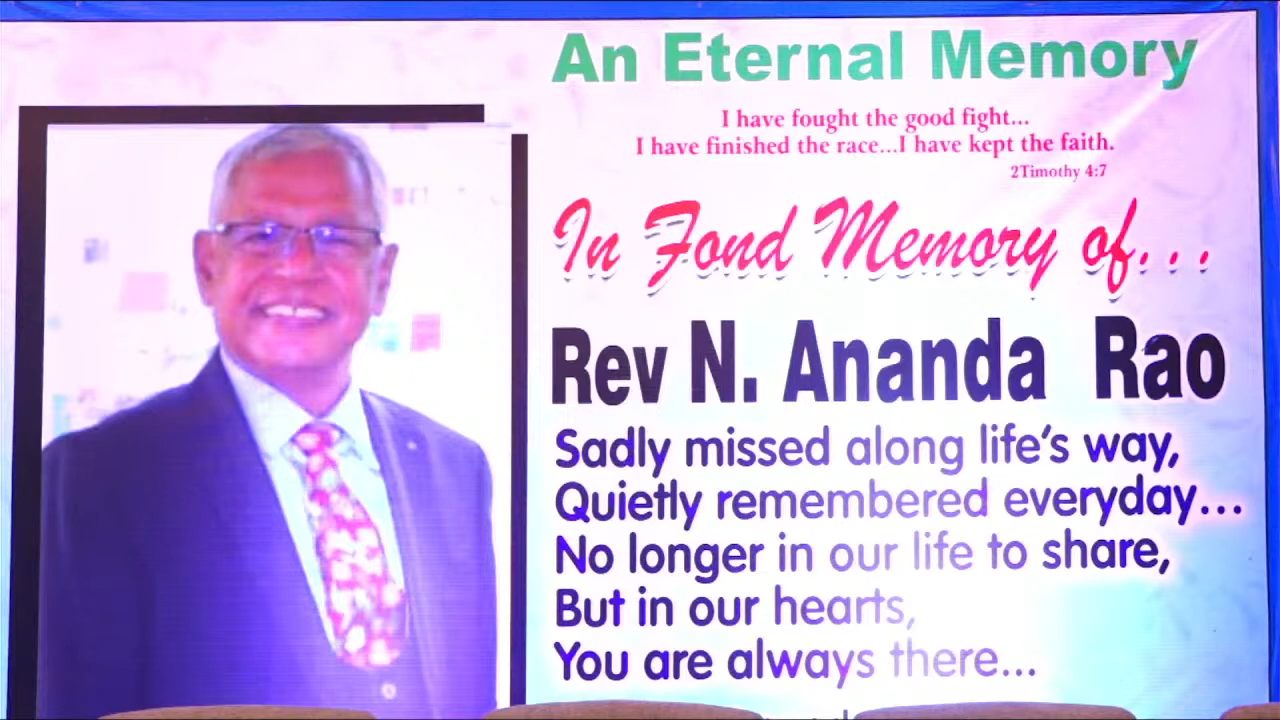 An Eternal Memory
I have fought the good fight...
I have finished the race...I have kept the faith.
2Timothy 4:7
In Fond Memory of...
Rev N. Ananda Rao
Sadly missed along life's way,
Quietly remembered everyday...
No longer in our life to share,
But in our hearts,
You are always there...